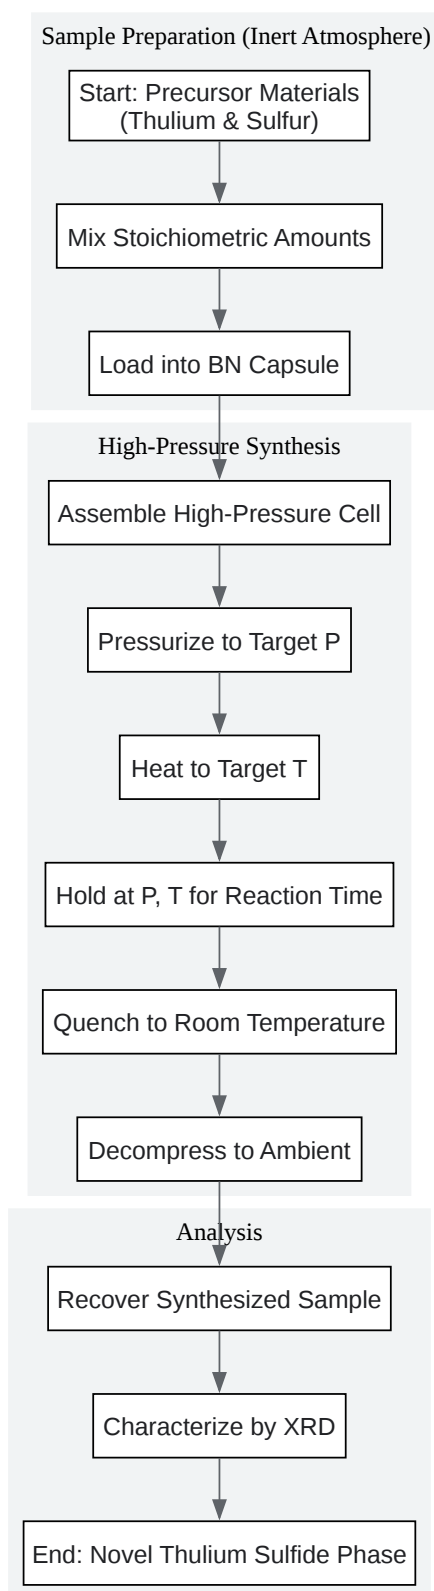 Sample Preparation (Inert Atmosphere)
Start: Precursor Materials
(Thulium & Sulfur)
Mix Stoichiometric Amounts
Load into BN Capsule
High-Pressure Synthesis
Assemble High-Pressure Cell
Pressurize to Target P
Heat to Target T
Hold at P, T for Reaction Time
Quench to Room Temperature
Decompress to Ambient
Analysis
Recover Synthesized Sample
Characterize by XRD
End: Novel Thulium Sulfide Phase